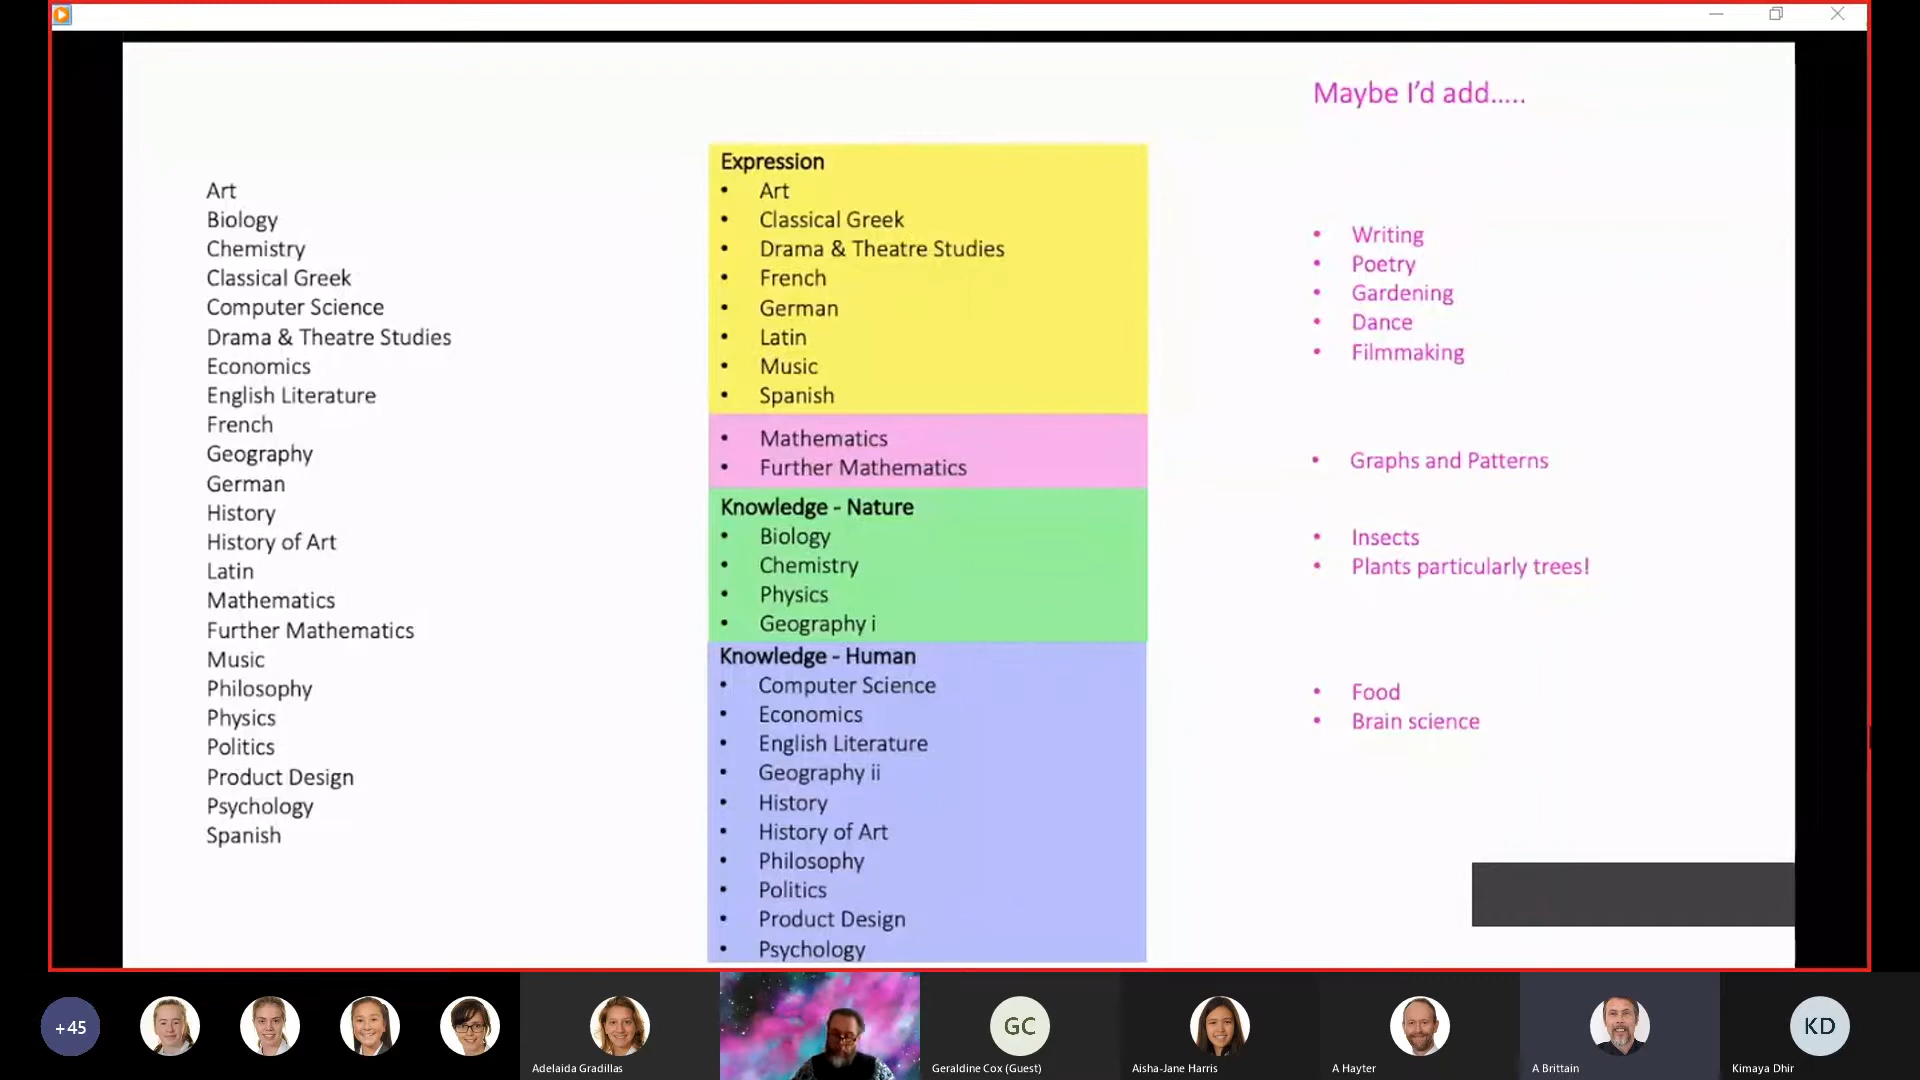 Maybe I'd add.....
Art
Biology
Chemistry
Classical Greek
Computer Science
Drama & Theatre Studies
Economics
English Literature
French
Geography
German
History
History of Art
Latin
Mathematics
Further Mathematics
Music
Philosophy
Physics
Politics
Product Design
Psychology
Spanish
Expression
• Art
• Classical Greek
• Drama & Theatre Studies
• French
• German
• Latin
• Music
• Spanish
• Mathematics
• Further Mathematics
Knowledge - Nature
• Biology
• Chemistry
• Physics
• Geography i
Knowledge - Human
• Computer Science
• Economics
• English Literature
• Geography ii
• History
• History of Art
• Philosophy
• Politics
• Product Design
• Psychology
• Writing
• Poetry
• Gardening
• Dance
• Filmmaking
• Graphs and Patterns
• Insects
• Plants particularly trees!
• Food
• Brain science
+45
Adelaida Gradillas
GC
Geraldine Cox (Guest)
Aisha-Jane Harris
A Hayter
A Brittain
KD
Kimaya Dhir